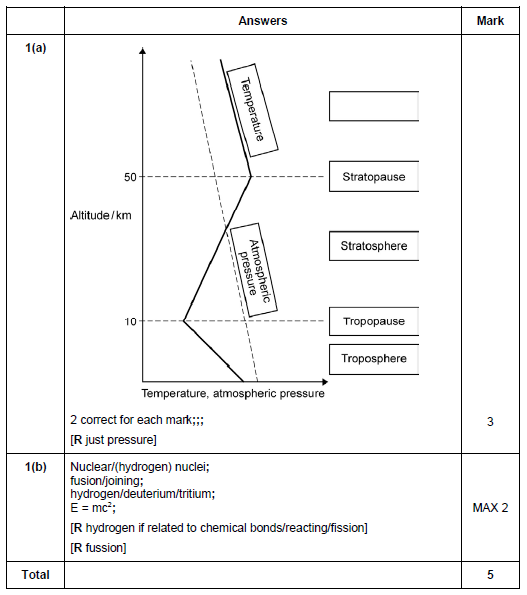 Answers
Mark
1(a)
Temperature
50
Stratopause
Altitude/km
Stratosphere
Atmospheric
pressure
10
Tropopause
Troposphere
Temperature, atmospheric pressure
2 correct for each mark;;;
3
[R just pressure]
1(b)
Nuclear/(hydrogen) nuclei;
fusion/joining;
hydrogen/deuterium/tritium;
E = mc²;
MAX 2
[R hydrogen if related to chemical bonds/reacting/fission]
[R fussion]
Total
5